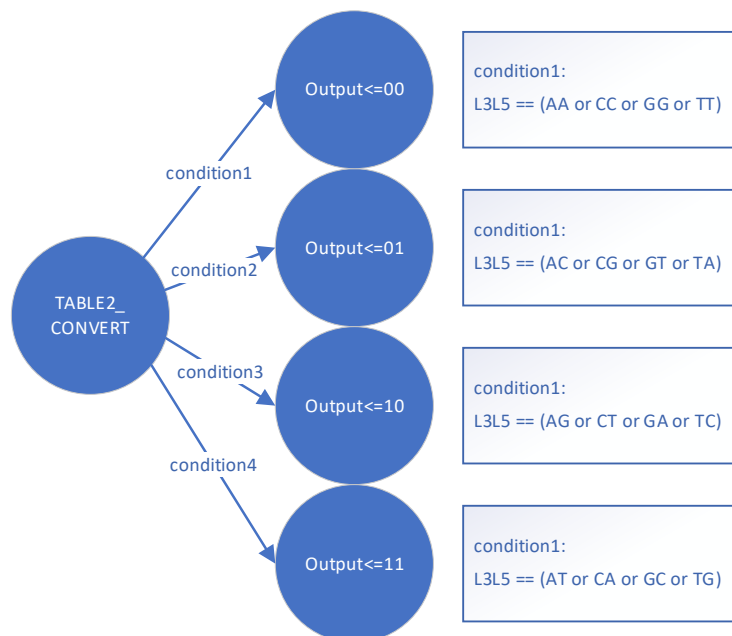 Output<=00
condition1:
L3L5 == (AA or CC or GG or TT)
condition1
Output<=01
condition1:
L3L5 == (AC or CG or GT or TA)
condition2
TABLE2_
CONVERT
condition3
Output<=10
condition1:
L3L5 == (AG or CT or GA or TC)
condition4
Output<=11
condition1:
L3L5 == (AT or CA or GC or TG)